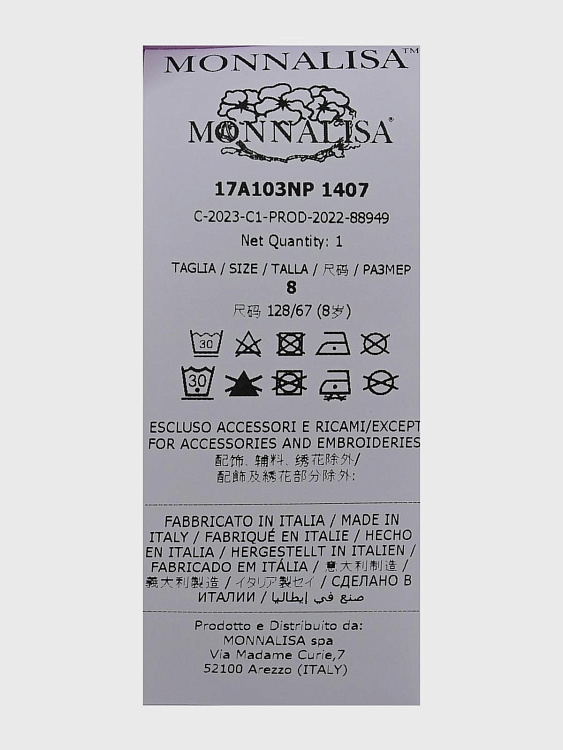 MONNALISA™
MONNALISA®
17A103NP 1407
C-2023-C1-PROD-2022-88949
Net Quantity: 1
TAGLIA / SIZE / TALLA / 尺码 / РАЗМЕР
8
尺码 128/67 (8岁)
30
30
ESCLUSO ACCESSORI E RICAMI/EXCEPT
FOR ACCESSORIES AND EMBROIDERIES
配饰、辅料、绣花除外/
配飾及綉花部分除外:
FABBRICATO IN ITALIA / MADE IN
ITALY / FABRIQUÉ EN ITALIE / HECHO
EN ITALIA / HERGESTELLT IN ITALIEN /
FABRICADO EM ITÁLIA / 意大利制造 /
義大利製造 / イタリア製セイ / СДЕЛАНО В
ИТАЛИИ / صنع في إيطاليا
Prodotto e Distribuito da:
MONNALISA spa
Via Madame Curie,7
52100 Arezzo (ITALY)